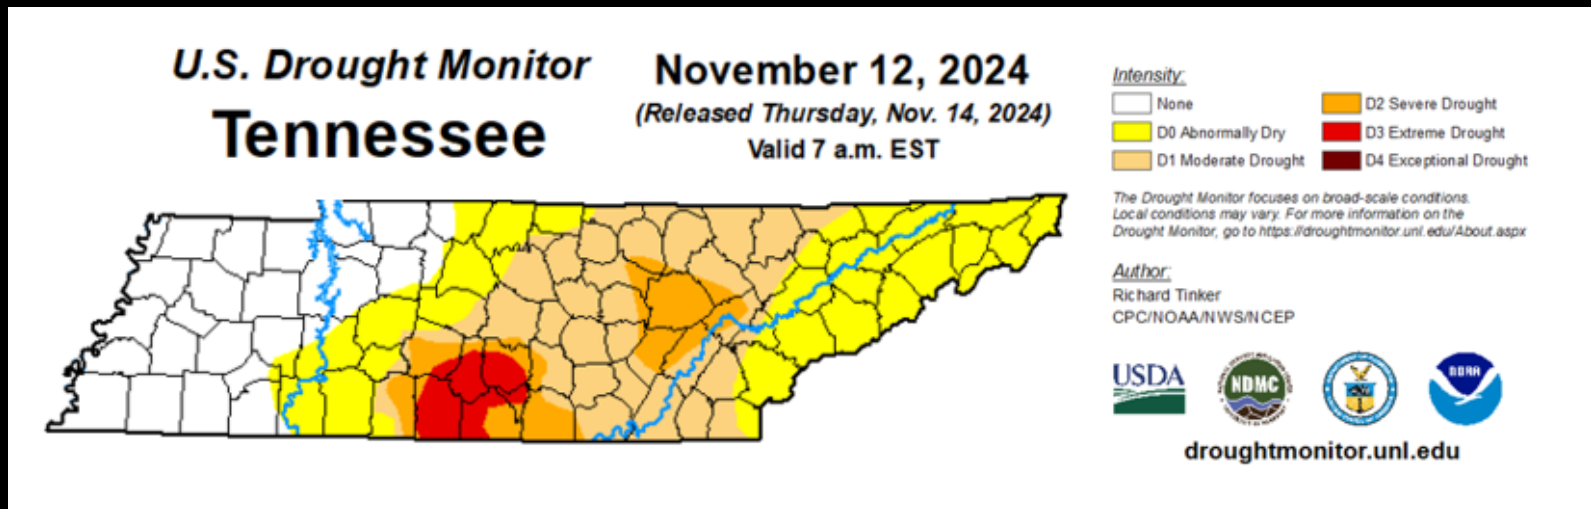 U.S. Drought Monitor
Tennessee
November 12, 2024
(Released Thursday, Nov. 14, 2024)
Valid 7 a.m. EST
Intensity:
None
D0 Abnormally Dry
D1 Moderate Drought
D2 Severe Drought
D3 Extreme Drought
D4 Exceptional Drought
The Drought Monitor focuses on broad-scale conditions.
Local conditions may vary. For more information on the
Drought Monitor, go to https://droughtmonitor.unl.edu/About.aspx
Author:
Richard Tinker
CPC/NOAA/NWS/NCEP
USDA
NDMC
NOAA
droughtmonitor.unl.edu